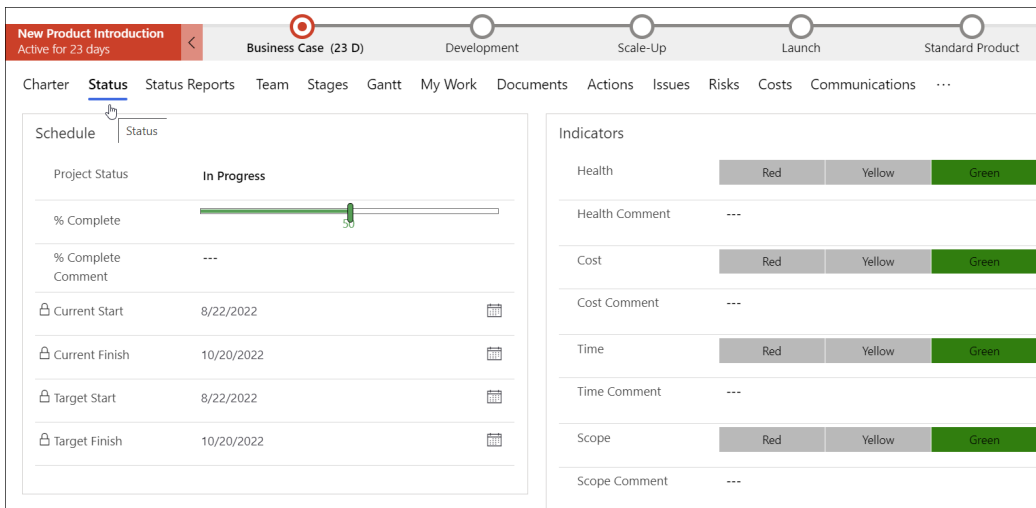 New Product Introduction
Active for 23 days
Business Case (23 D)
Development
Scale-Up
Launch
Standard Product
Charter Status Status Reports Team Stages Gantt My Work Documents Actions Issues Risks Costs Communications ···
Schedule
Status
Project Status In Progress
% Complete 50
% Complete ---
Comment
Current Start 8/22/2022
Current Finish 10/20/2022
Target Start 8/22/2022
Target Finish 10/20/2022
Indicators
Health Red Yellow Green
Health Comment ---
Cost Red Yellow Green
Cost Comment ---
Time Red Yellow Green
Time Comment ---
Scope Red Yellow Green
Scope Comment ---